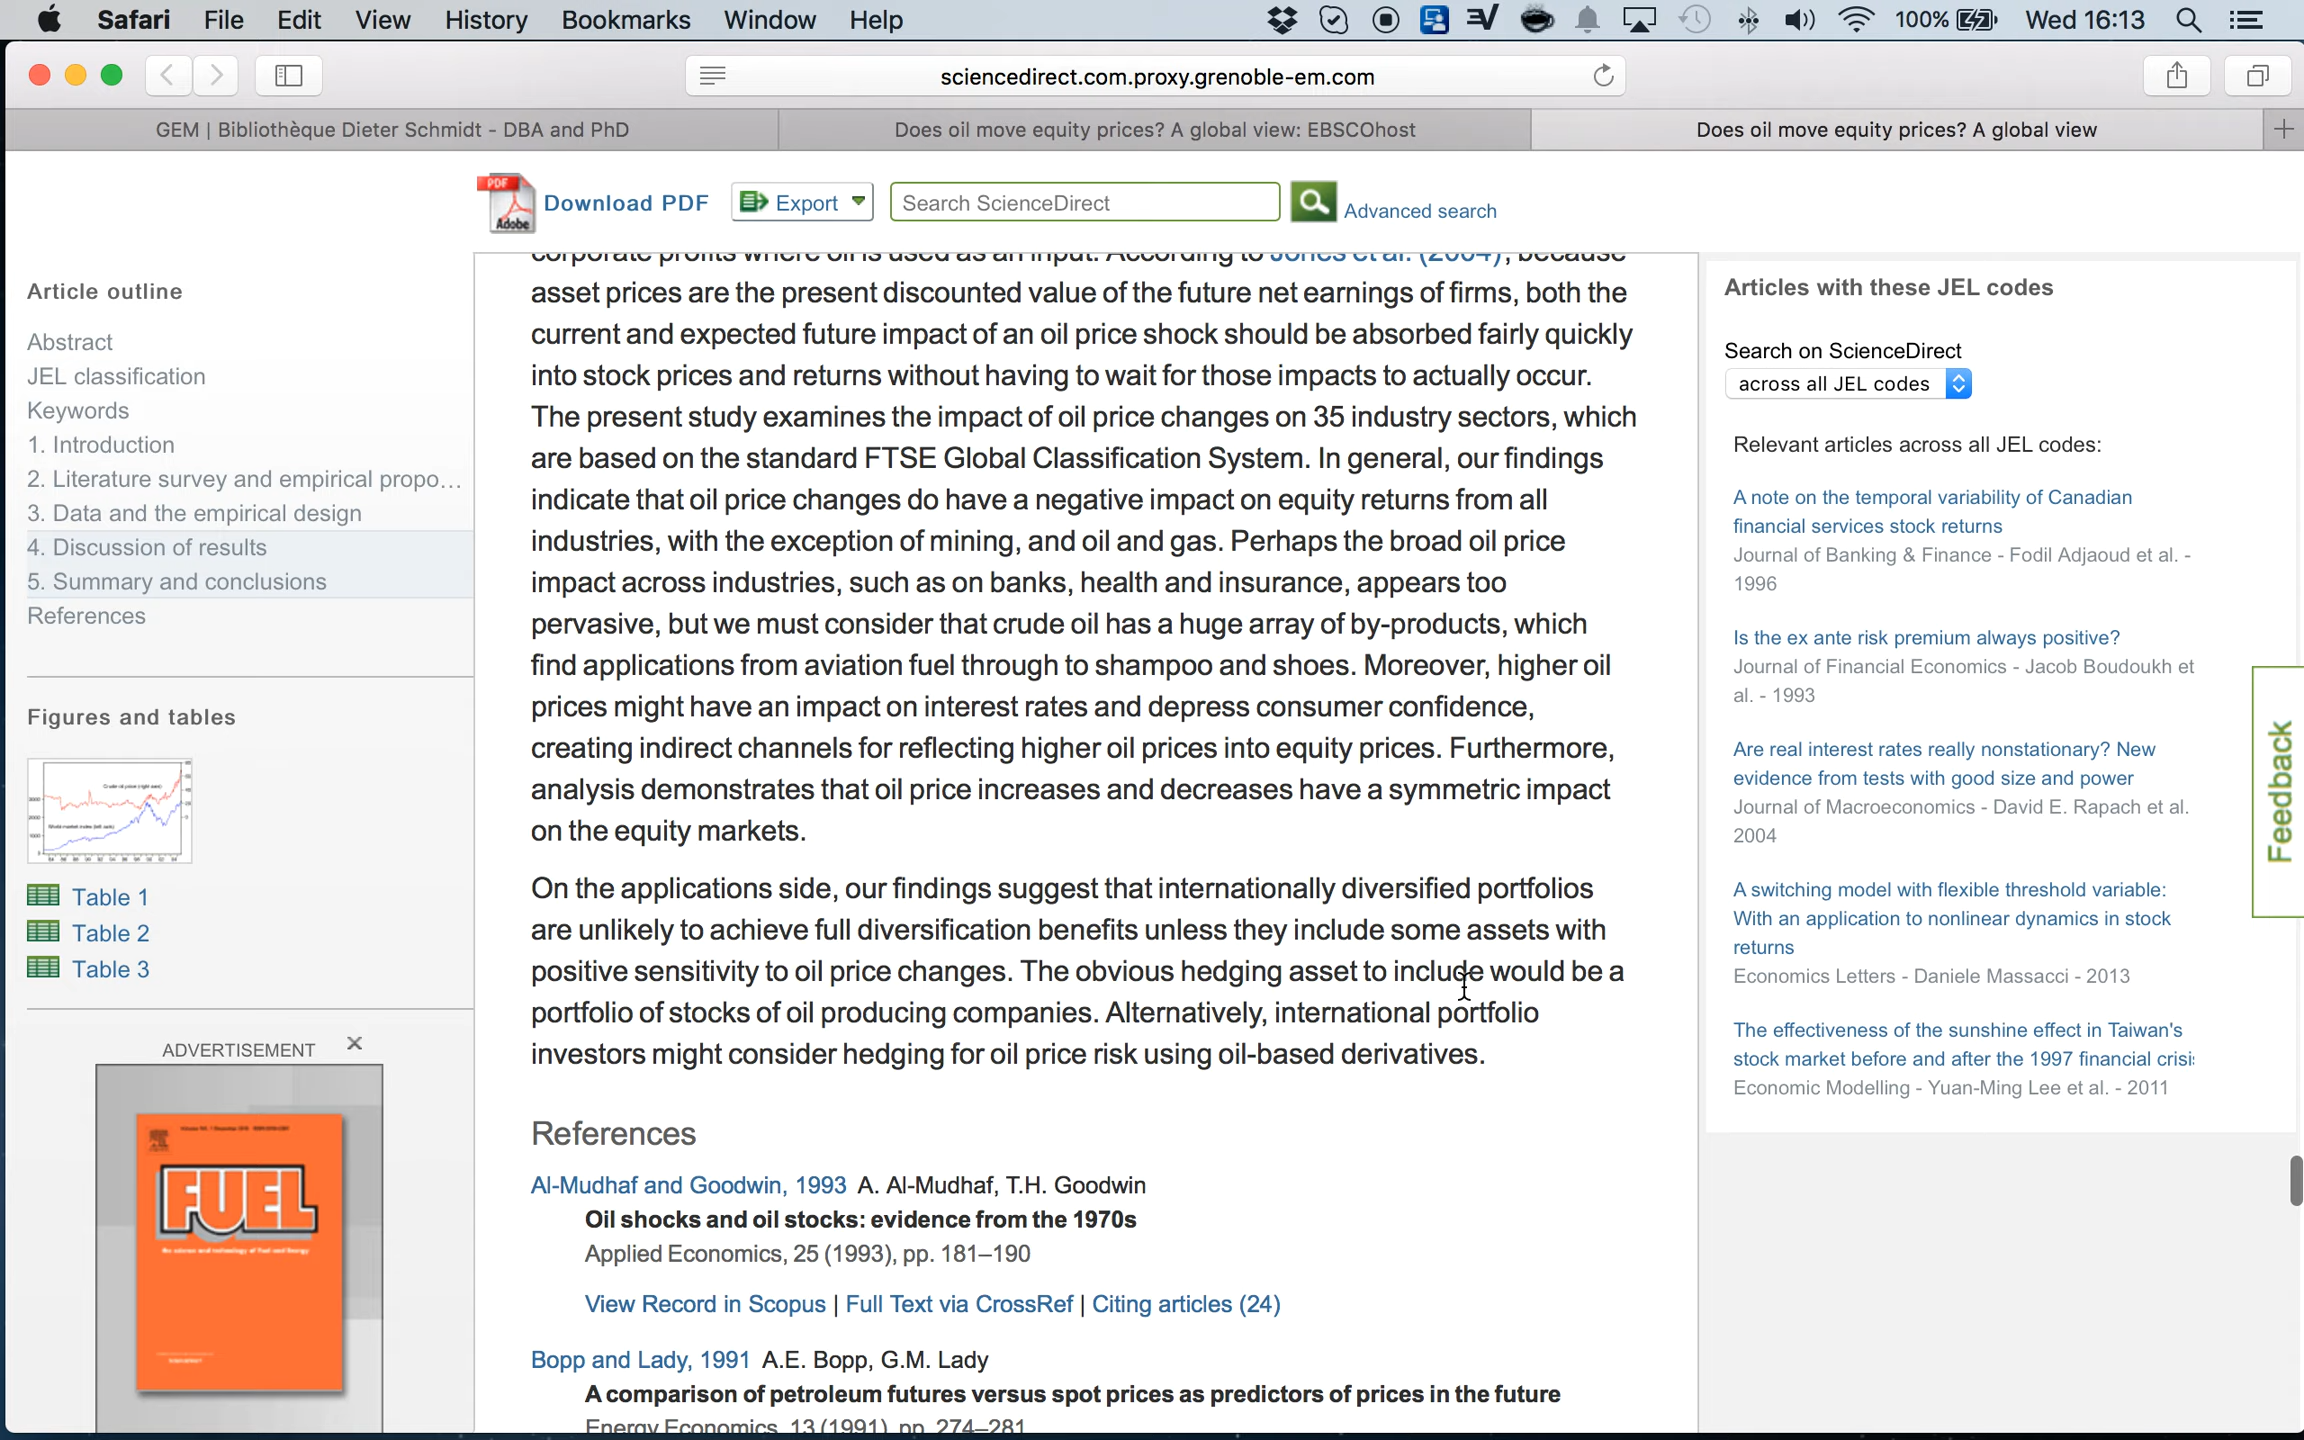 Safari File Edit View History Bookmarks Window Help 100% Wed 16:13
sciencedirect.com.proxy.grenoble-em.com
GEM | Bibliothèque Dieter Schmidt - DBA and PhD
Does oil move equity prices? A global view: EBSCOhost
Does oil move equity prices? A global view
PDF
Adobe
Download PDF
Export
Search ScienceDirect
Advanced search
Article outline
Abstract
JEL classification
Keywords
1. Introduction
2. Literature survey and empirical propo...
3. Data and the empirical design
4. Discussion of results
5. Summary and conclusions
References
Figures and tables
Table 1
Table 2
Table 3
ADVERTISEMENT
FUEL
corporate profits where oil is used as an input. According to Jones et al. (2004), because
asset prices are the present discounted value of the future net earnings of firms, both the
current and expected future impact of an oil price shock should be absorbed fairly quickly
into stock prices and returns without having to wait for those impacts to actually occur.
The present study examines the impact of oil price changes on 35 industry sectors, which
are based on the standard FTSE Global Classification System. In general, our findings
indicate that oil price changes do have a negative impact on equity returns from all
industries, with the exception of mining, and oil and gas. Perhaps the broad oil price
impact across industries, such as on banks, health and insurance, appears too
pervasive, but we must consider that crude oil has a huge array of by-products, which
find applications from aviation fuel through to shampoo and shoes. Moreover, higher oil
prices might have an impact on interest rates and depress consumer confidence,
creating indirect channels for reflecting higher oil prices into equity prices. Furthermore,
analysis demonstrates that oil price increases and decreases have a symmetric impact
on the equity markets.
On the applications side, our findings suggest that internationally diversified portfolios
are unlikely to achieve full diversification benefits unless they include some assets with
positive sensitivity to oil price changes. The obvious hedging asset to include would be a
portfolio of stocks of oil producing companies. Alternatively, international portfolio
investors might consider hedging for oil price risk using oil-based derivatives.
References
Al-Mudhaf and Goodwin, 1993 A. Al-Mudhaf, T.H. Goodwin
Oil shocks and oil stocks: evidence from the 1970s
Applied Economics, 25 (1993), pp. 181–190
View Record in Scopus | Full Text via CrossRef | Citing articles (24)
Bopp and Lady, 1991 A.E. Bopp, G.M. Lady
A comparison of petroleum futures versus spot prices as predictors of prices in the future
Energy Economics, 13 (1991), pp. 274–281
Articles with these JEL codes
Search on ScienceDirect
across all JEL codes
Relevant articles across all JEL codes:
A note on the temporal variability of Canadian
financial services stock returns
Journal of Banking & Finance - Fodil Adjaoud et al. -
1996
Is the ex ante risk premium always positive?
Journal of Financial Economics - Jacob Boudoukh et
al. - 1993
Are real interest rates really nonstationary? New
evidence from tests with good size and power
Journal of Macroeconomics - David E. Rapach et al.
2004
A switching model with flexible threshold variable:
With an application to nonlinear dynamics in stock
returns
Economics Letters - Daniele Massacci - 2013
The effectiveness of the sunshine effect in Taiwan's
stock market before and after the 1997 financial crisi
Economic Modelling - Yuan-Ming Lee et al. - 2011
Feedback